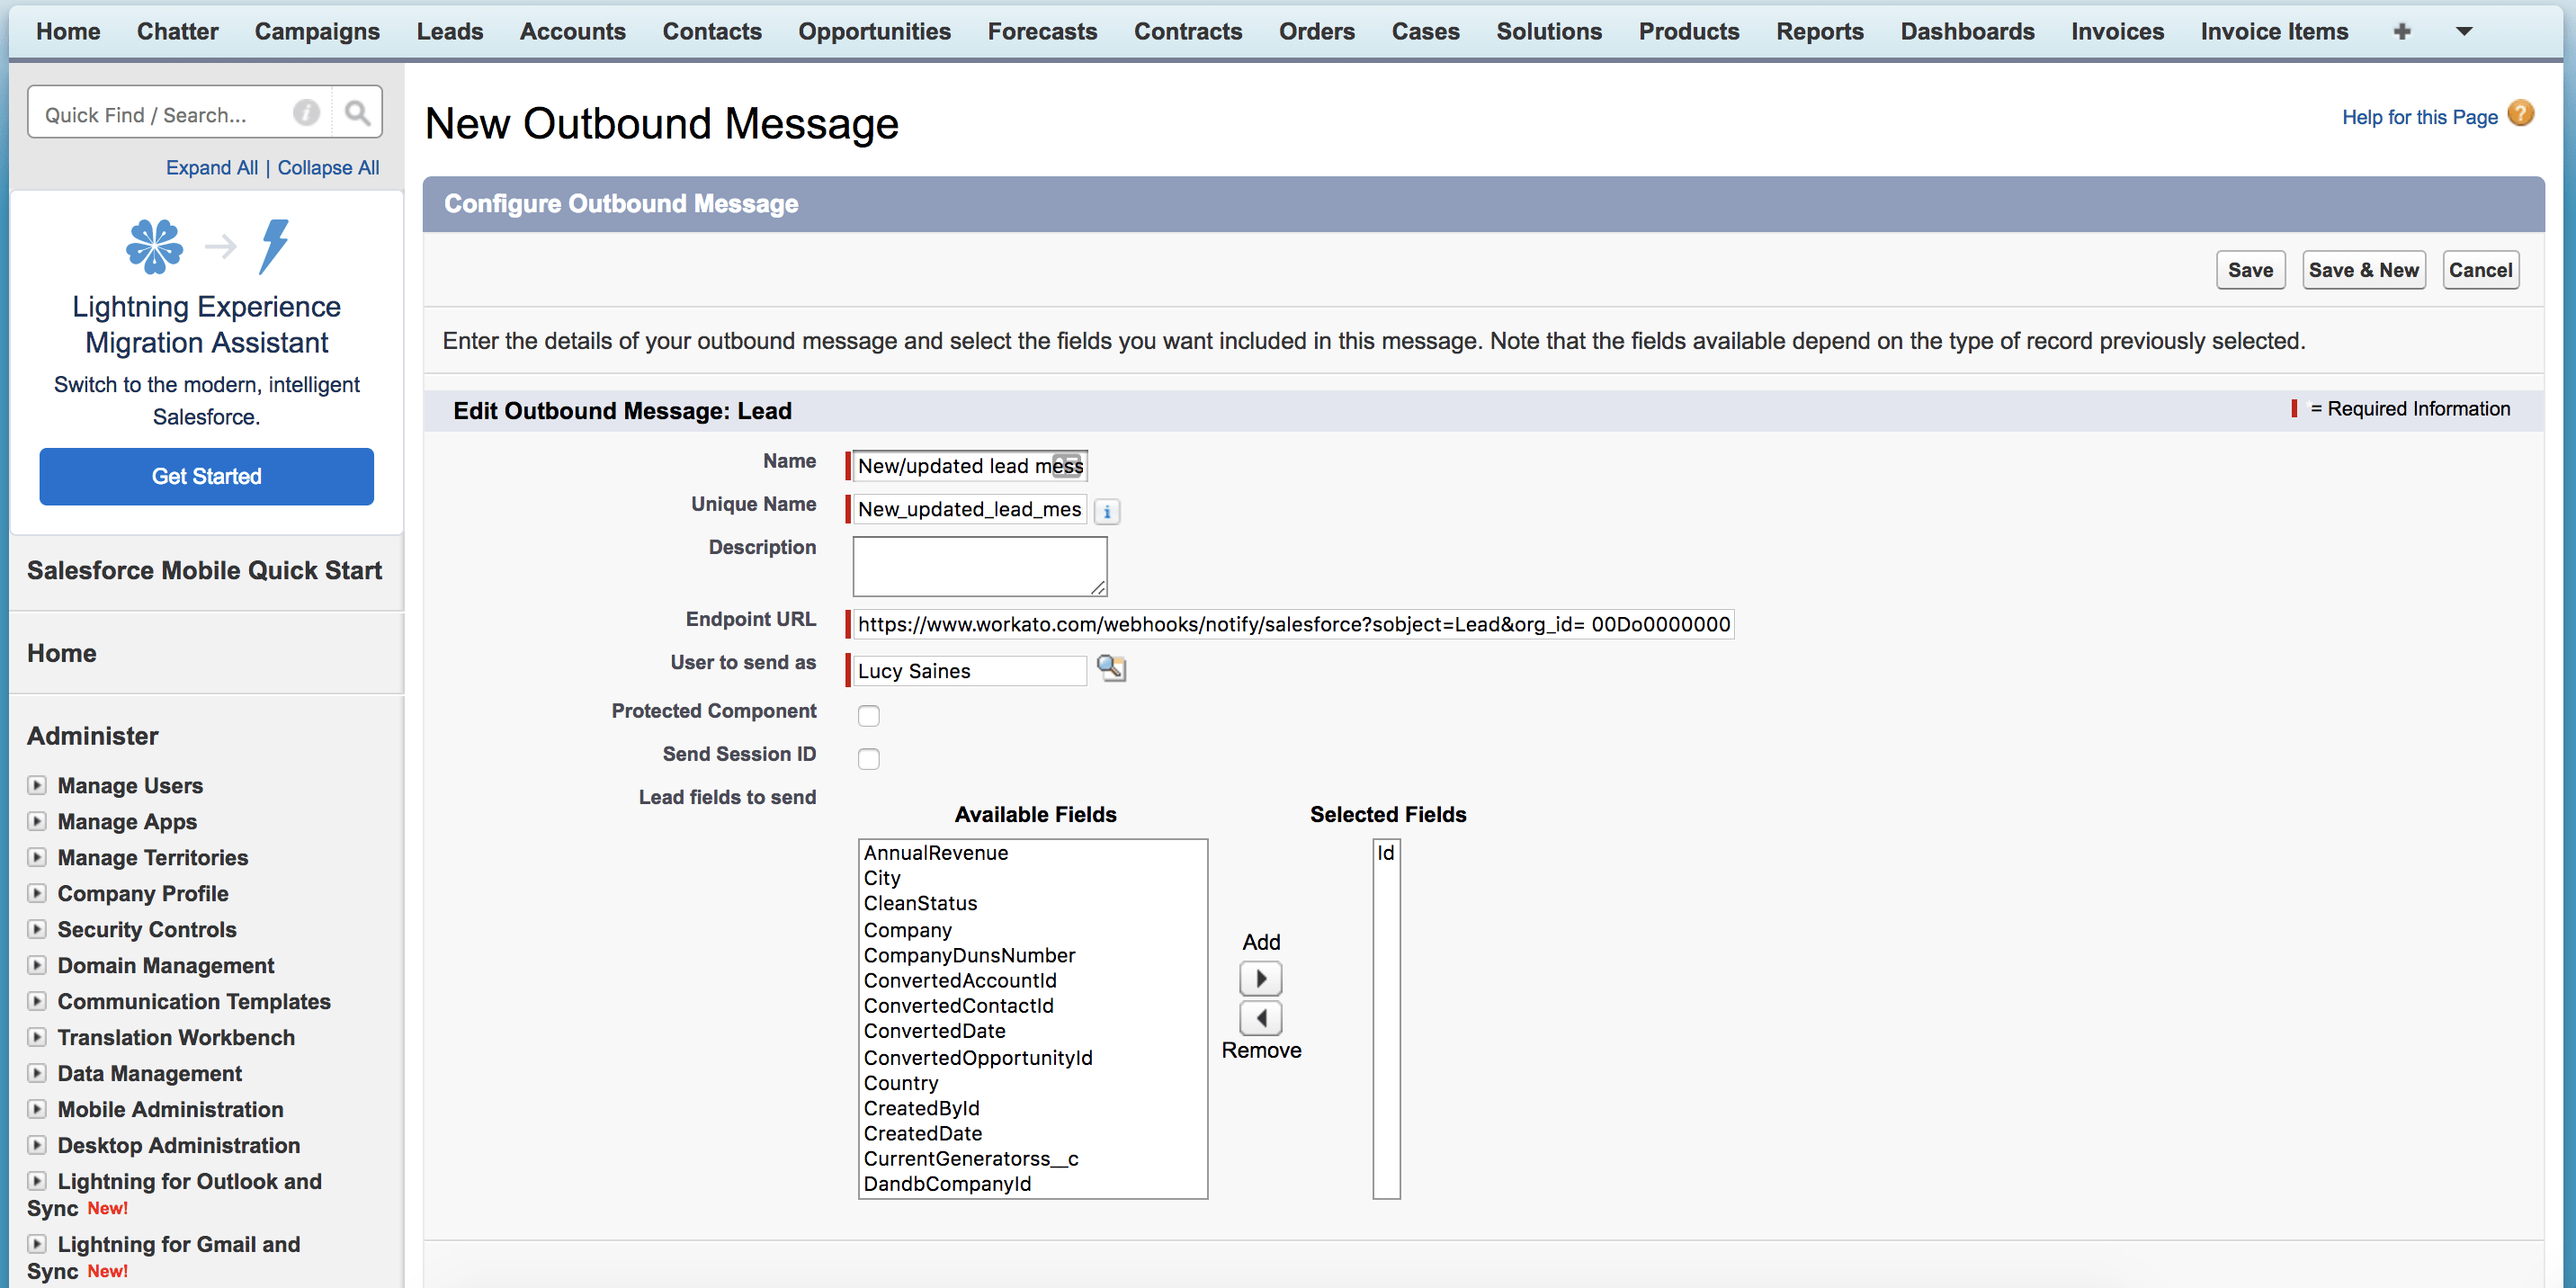 Home Chatter Campaigns Leads Accounts Contacts Opportunities Forecasts Contracts Orders Cases Solutions Products Reports Dashboards Invoices Invoice Items
Quick Find / Search...
Expand All | Collapse All
Lightning Experience
Migration Assistant
Switch to the modern, intelligent
Salesforce.
Get Started
Salesforce Mobile Quick Start
Home
Administer
Manage Users
Manage Apps
Manage Territories
Company Profile
Security Controls
Domain Management
Communication Templates
Translation Workbench
Data Management
Mobile Administration
Desktop Administration
Lightning for Outlook and
Sync New!
Lightning for Gmail and
Sync New!
New Outbound Message
Help for this Page ?
Configure Outbound Message
Save Save & New Cancel
Enter the details of your outbound message and select the fields you want included in this message. Note that the fields available depend on the type of record previously selected.
Edit Outbound Message: Lead
= Required Information
Name New/updated lead mess
Unique Name New_updated_lead_mes i
Description
Endpoint URL https://www.workato.com/webhooks/notify/salesforce?sobject=Lead&org_id= 00Do0000000
User to send as Lucy Saines
Protected Component
Send Session ID
Lead fields to send
Available Fields
AnnualRevenue
City
CleanStatus
Company
CompanyDunsNumber
ConvertedAccountId
ConvertedContactId
ConvertedDate
ConvertedOpportunityId
Country
CreatedById
CreatedDate
CurrentGeneratorss__c
DandbCompanyId
Add
Remove
Selected Fields
Id